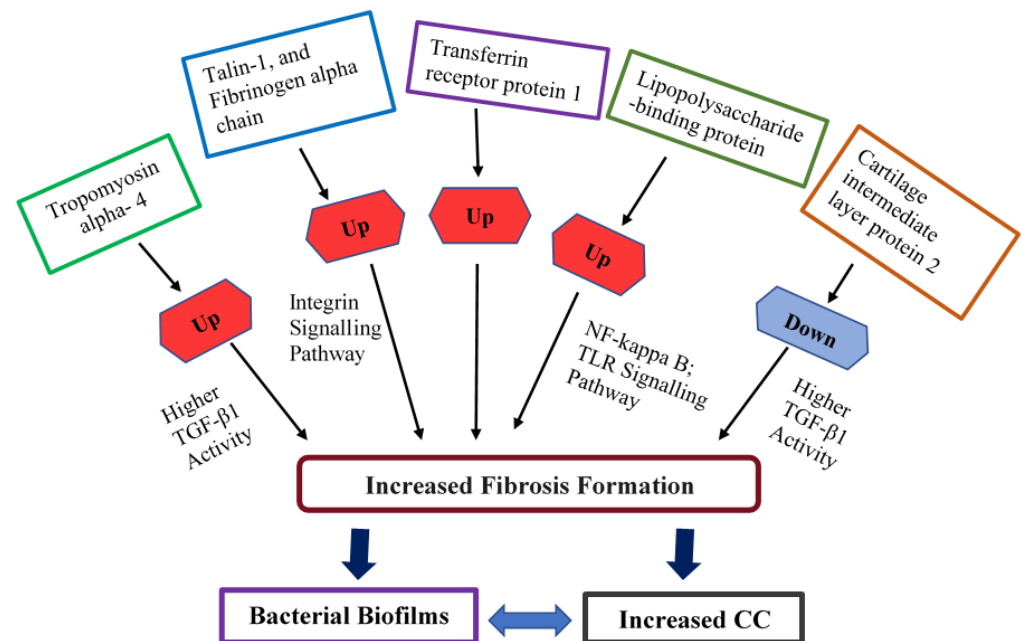 Tropomyosin
alpha- 4
Talin-1, and
Fibrinogen alpha
chain
Transferrin
receptor protein 1
Lipopolysaccharide
-binding protein
Cartilage
intermediate
layer protein 2
Up
Up
Up
Up
Down
Higher
TGF-β1
Activity
Integrin
Signalling
Pathway
NF-kappa B;
TLR Signalling
Pathway
Higher
TGF-β1
Activity
Increased Fibrosis Formation
Bacterial Biofilms
Increased CC